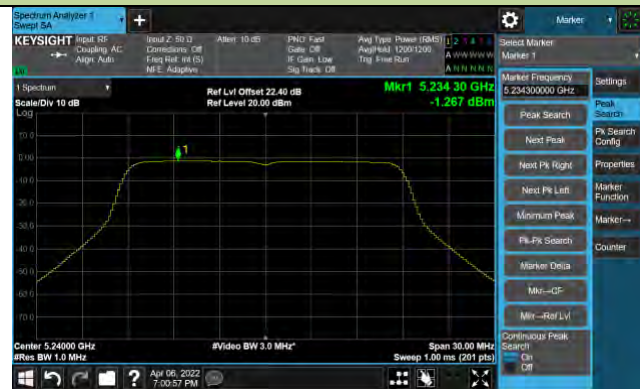 Spectrum Analyzer 1
Swept SA
Marker
KEYSIGHT
Input: RF
Coupling: AC
Align: Auto
Input Z: 50 Ω
Corrections: Off
Freq Ref: Int (S)
NFE: Adaptive
Atten: 10 dB
PNO: Fast
Gate: Off
IF Gain: Low
Sig Track: Off
Avg Type: Power (RMS)
Avg|Hold: 1200/1200
Trig: Free Run
1 2 3 4 5 6
A W W W W W
A N N N N N
Select Marker
Marker 1
1 Spectrum
Scale/Div 10 dB
Log
Ref Lvl Offset 22.40 dB
Ref Level 20.00 dBm
Mkr1 5.234 30 GHz
-1.267 dBm
Marker Frequency
5.234300000 GHz
Peak Search
Next Peak
Next Pk Right
Next Pk Left
Minimum Peak
Pk-Pk Search
Marker Delta
Mkr→CF
Mkr→Ref Lvl
Continuous Peak
Search
On
Off
Settings
Peak
Search
Pk Search
Config
Properties
Marker
Function
Marker→
Counter
10.0
0.00
-10.0
-20.0
-30.0
-40.0
-50.0
-60.0
-70.0
1
Center 5.24000 GHz
#Res BW 1.0 MHz
#Video BW 3.0 MHz*
Span 30.00 MHz
Sweep 1.00 ms (201 pts)
Apr 06, 2022
7:00:57 PM